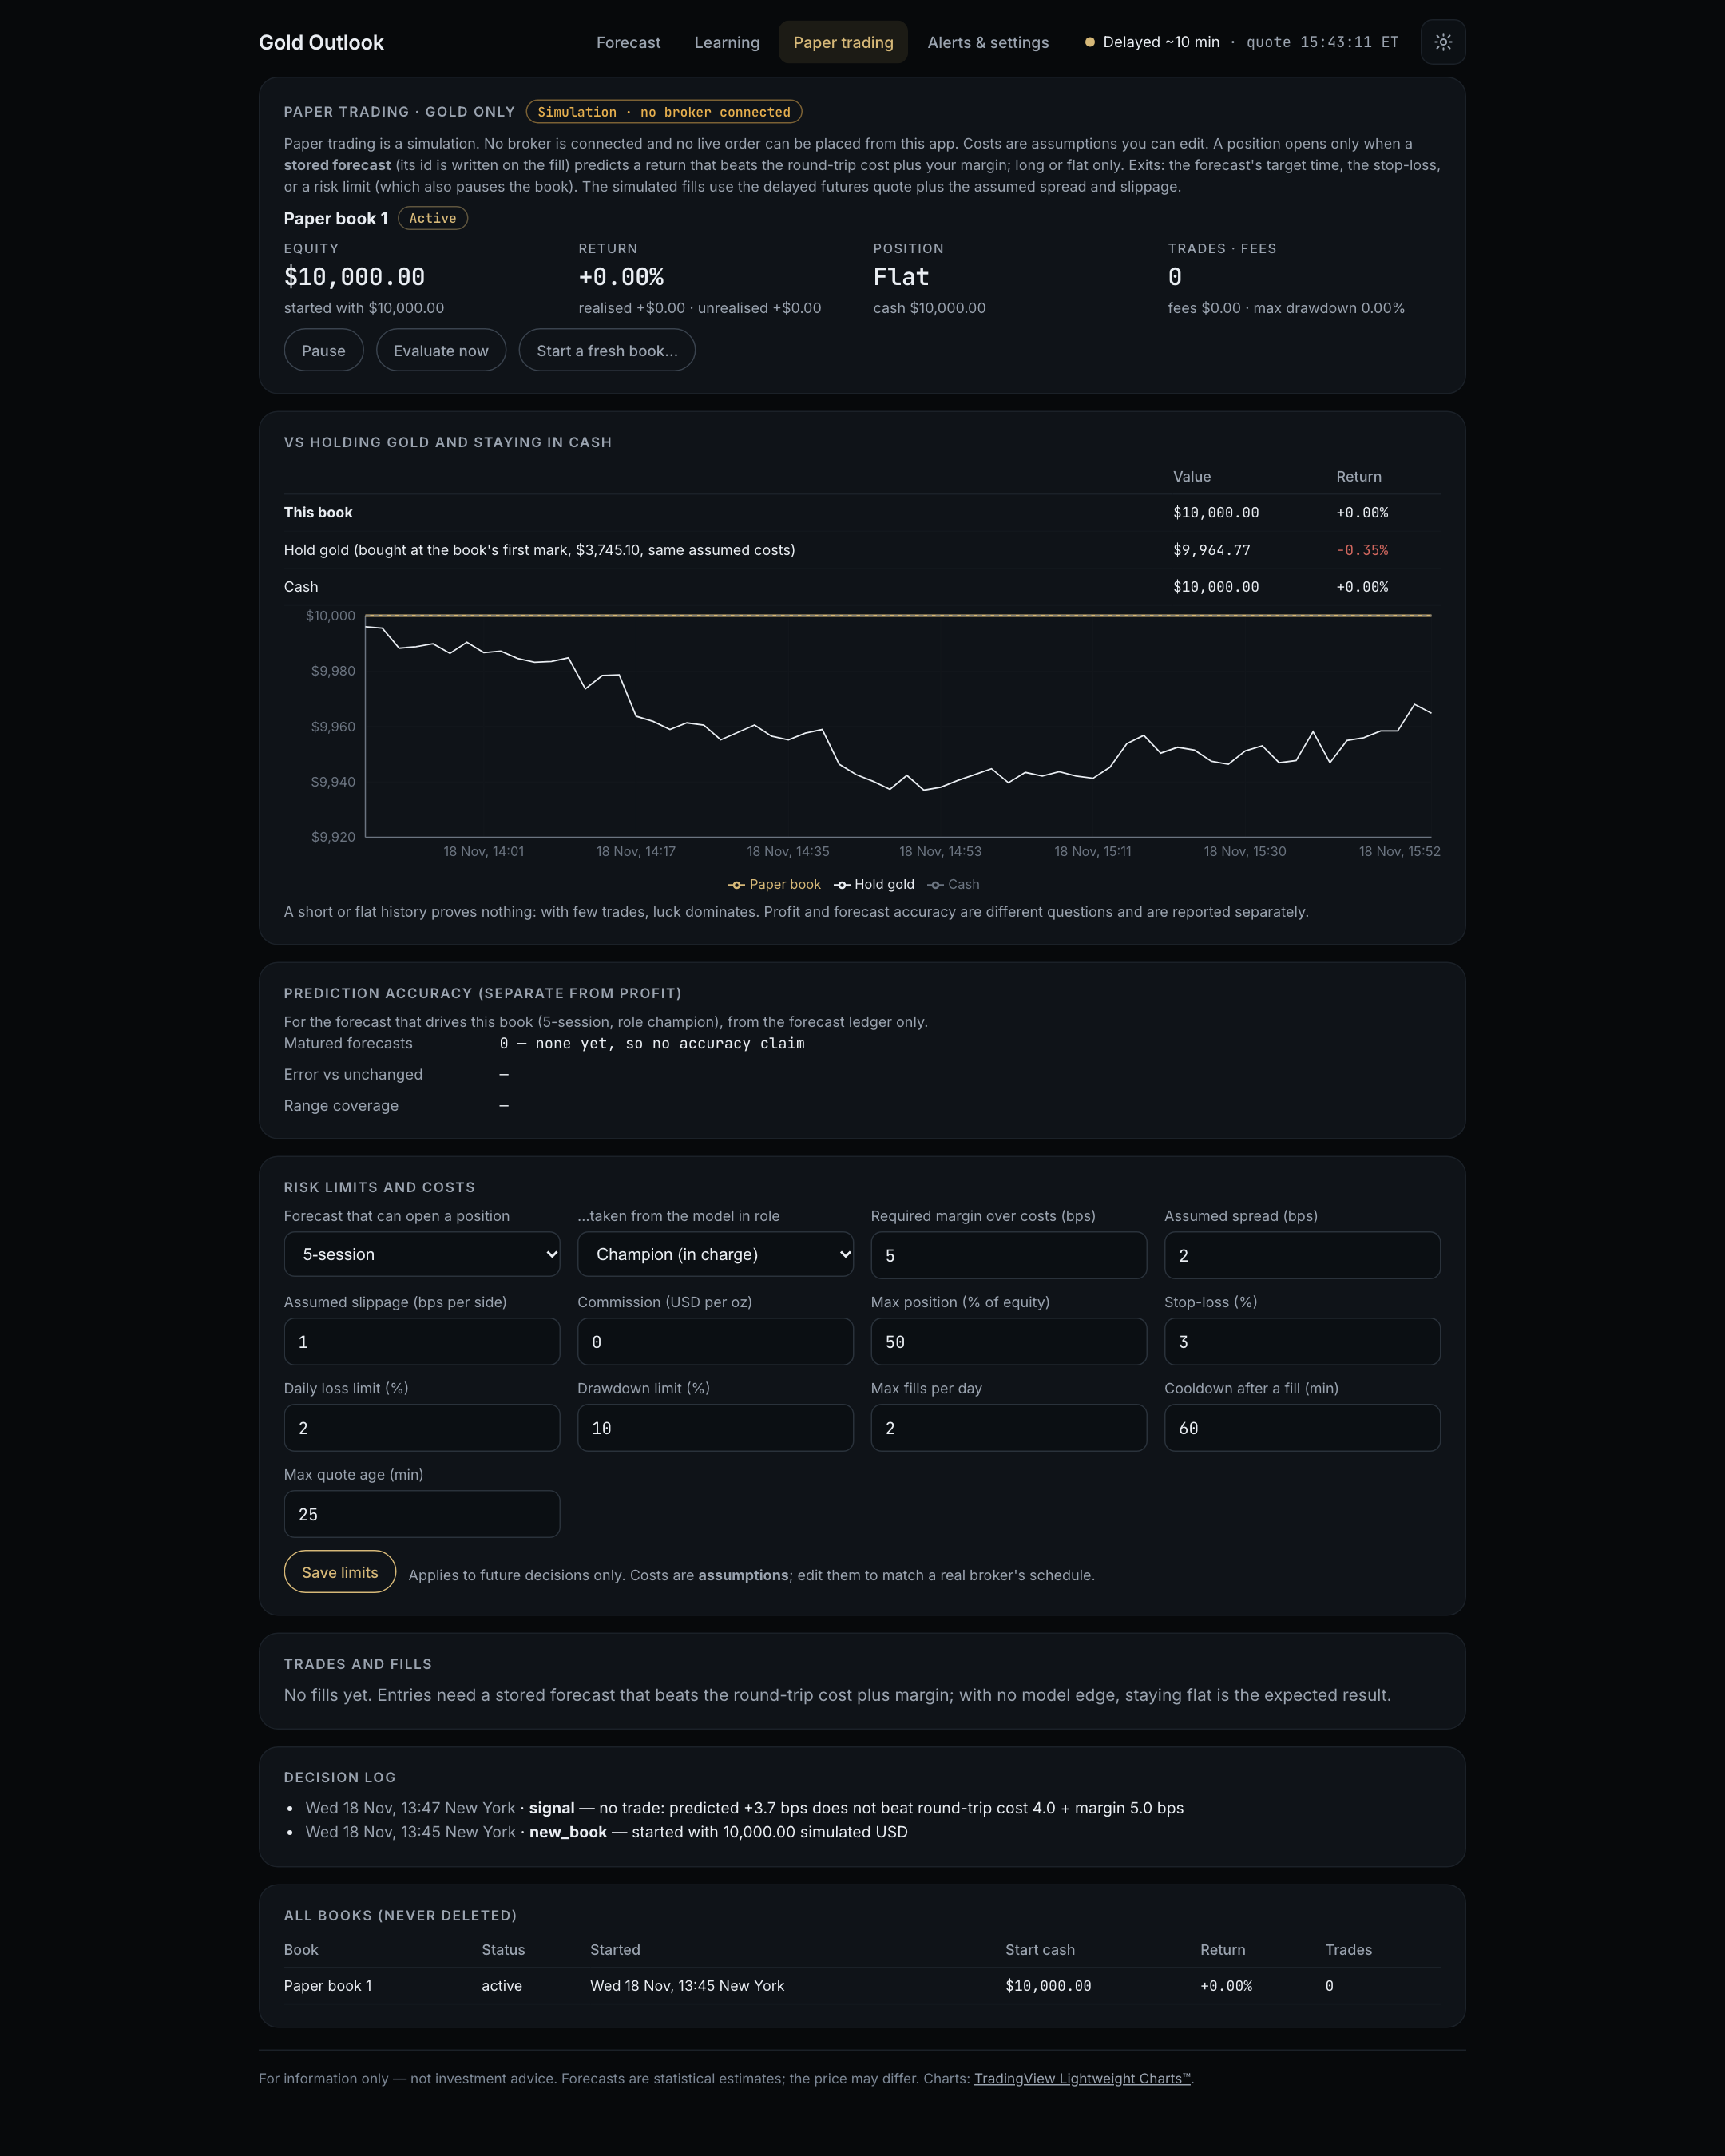 Gold Outlook
Forecast
Learning
Paper trading
Alerts & settings
Delayed ~10 min · quote 15:43:11 ET
PAPER TRADING · GOLD ONLY
Simulation · no broker connected
Paper trading is a simulation. No broker is connected and no live order can be placed from this app. Costs are assumptions you can edit. A position opens only when a
stored forecast (its id is written on the fill) predicts a return that beats the round-trip cost plus your margin; long or flat only. Exits: the forecast's target time, the stop-loss,
or a risk limit (which also pauses the book). The simulated fills use the delayed futures quote plus the assumed spread and slippage.
Paper book 1
Active
EQUITY
$10,000.00
started with $10,000.00
RETURN
+0.00%
realised +$0.00 · unrealised +$0.00
POSITION
Flat
cash $10,000.00
TRADES · FEES
0
fees $0.00 · max drawdown 0.00%
Pause
Evaluate now
Start a fresh book…
VS HOLDING GOLD AND STAYING IN CASH
Value Return
This book $10,000.00 +0.00%
Hold gold (bought at the book's first mark, $3,745.10, same assumed costs) $9,964.77 -0.35%
Cash $10,000.00 +0.00%
$10,000
$9,980
$9,960
$9,940
$9,920
18 Nov, 14:01
18 Nov, 14:17
18 Nov, 14:35
18 Nov, 14:53
18 Nov, 15:11
18 Nov, 15:30
18 Nov, 15:52
Paper book
Hold gold
Cash
A short or flat history proves nothing: with few trades, luck dominates. Profit and forecast accuracy are different questions and are reported separately.
PREDICTION ACCURACY (SEPARATE FROM PROFIT)
For the forecast that drives this book (5-session, role champion), from the forecast ledger only.
Matured forecasts 0 — none yet, so no accuracy claim
Error vs unchanged —
Range coverage —
RISK LIMITS AND COSTS
Forecast that can open a position
5-session
…taken from the model in role
Champion (in charge)
Required margin over costs (bps)
5
Assumed spread (bps)
2
Assumed slippage (bps per side)
1
Commission (USD per oz)
0
Max position (% of equity)
50
Stop-loss (%)
3
Daily loss limit (%)
2
Drawdown limit (%)
10
Max fills per day
2
Cooldown after a fill (min)
60
Max quote age (min)
25
Save limits
Applies to future decisions only. Costs are assumptions; edit them to match a real broker's schedule.
TRADES AND FILLS
No fills yet. Entries need a stored forecast that beats the round-trip cost plus margin; with no model edge, staying flat is the expected result.
DECISION LOG
• Wed 18 Nov, 13:47 New York · signal — no trade: predicted +3.7 bps does not beat round-trip cost 4.0 + margin 5.0 bps
• Wed 18 Nov, 13:45 New York · new_book — started with 10,000.00 simulated USD
ALL BOOKS (NEVER DELETED)
Book Status Started Start cash Return Trades
Paper book 1 active Wed 18 Nov, 13:45 New York $10,000.00 +0.00% 0
For information only — not investment advice. Forecasts are statistical estimates; the price may differ. Charts: TradingView Lightweight Charts™.